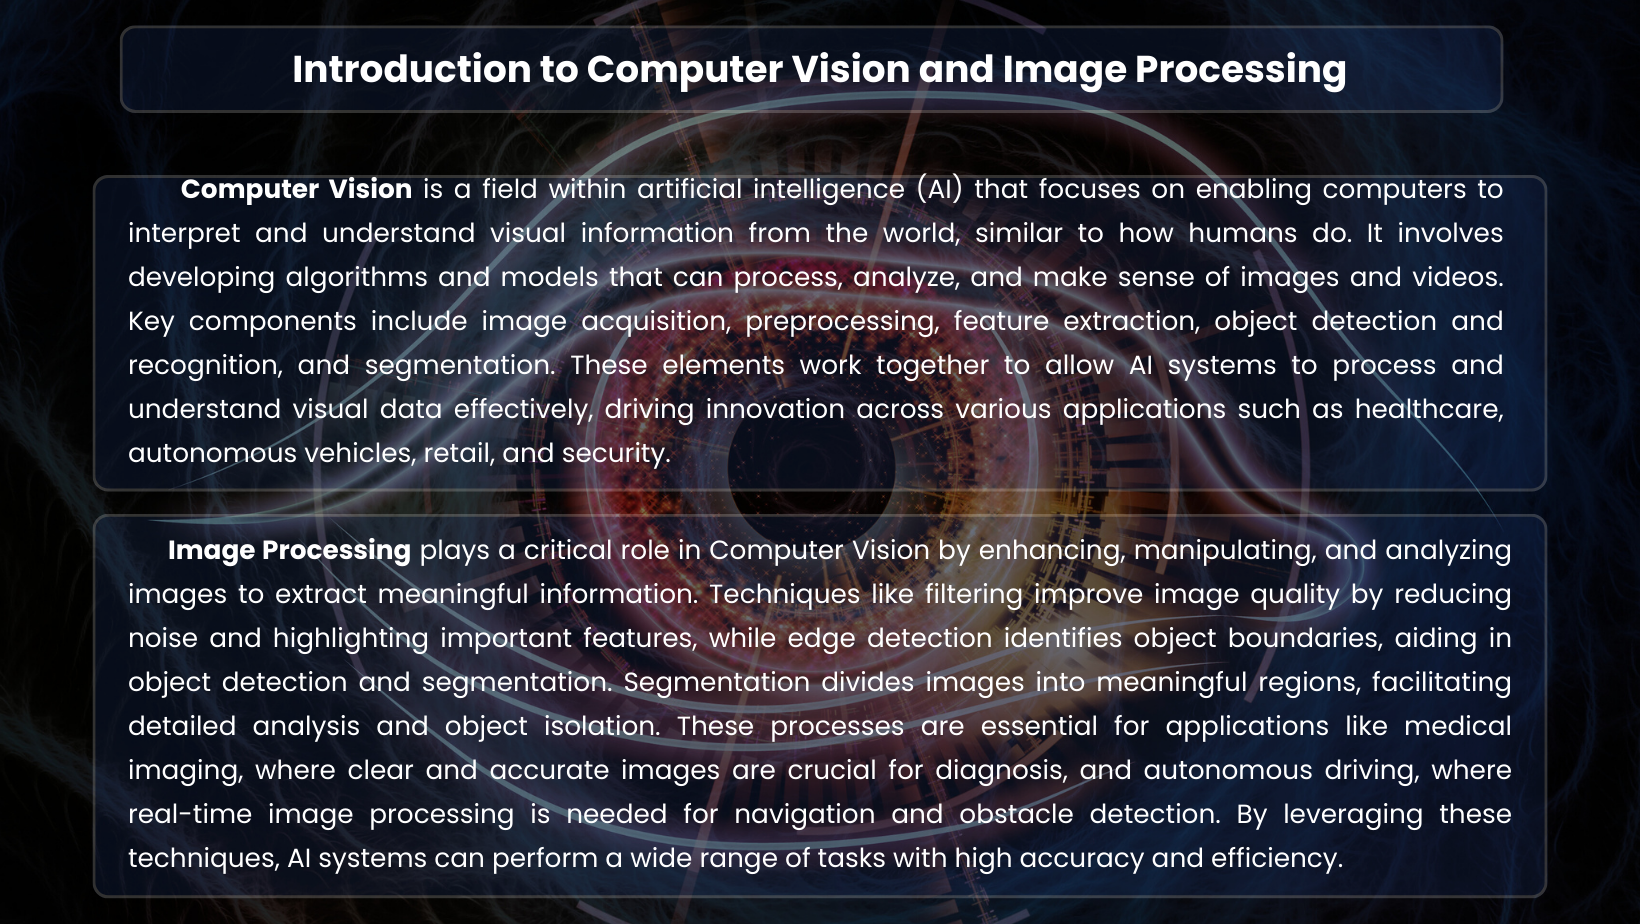 Introduction to Computer Vision and Image Processing
Computer Vision is a field within artificial intelligence (AI) that focuses on enabling computers to
interpret and understand visual information from the world, similar to how humans do. It involves
developing algorithms and models that can process, analyze, and make sense of images and videos.
Key components include image acquisition, preprocessing, feature extraction, object detection and
recognition, and segmentation. These elements work together to allow AI systems to process and
understand visual data effectively, driving innovation across various applications such as healthcare,
autonomous vehicles, retail, and security.
Image Processing plays a critical role in Computer Vision by enhancing, manipulating, and analyzing
images to extract meaningful information. Techniques like filtering improve image quality by reducing
noise and highlighting important features, while edge detection identifies object boundaries, aiding in
object detection and segmentation. Segmentation divides images into meaningful regions, facilitating
detailed analysis and object isolation. These processes are essential for applications like medical
imaging, where clear and accurate images are crucial for diagnosis, and autonomous driving, where
real-time image processing is needed for navigation and obstacle detection. By leveraging these
techniques, AI systems can perform a wide range of tasks with high accuracy and efficiency.